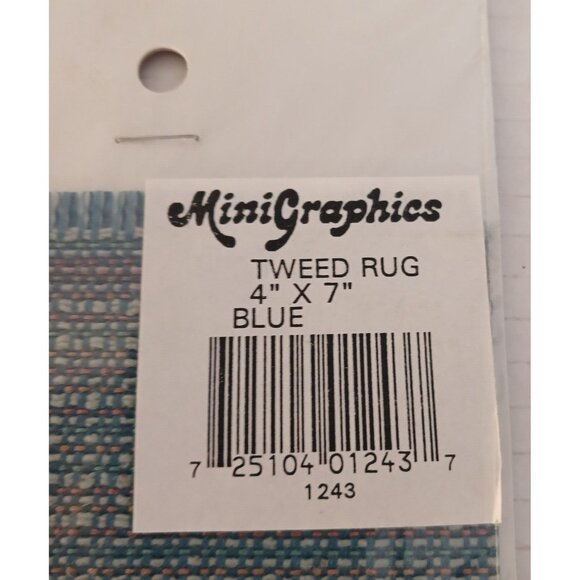 MiniGraphics
TWEED RUG
4" X 7"
BLUE
7 25104 01243 7
1243